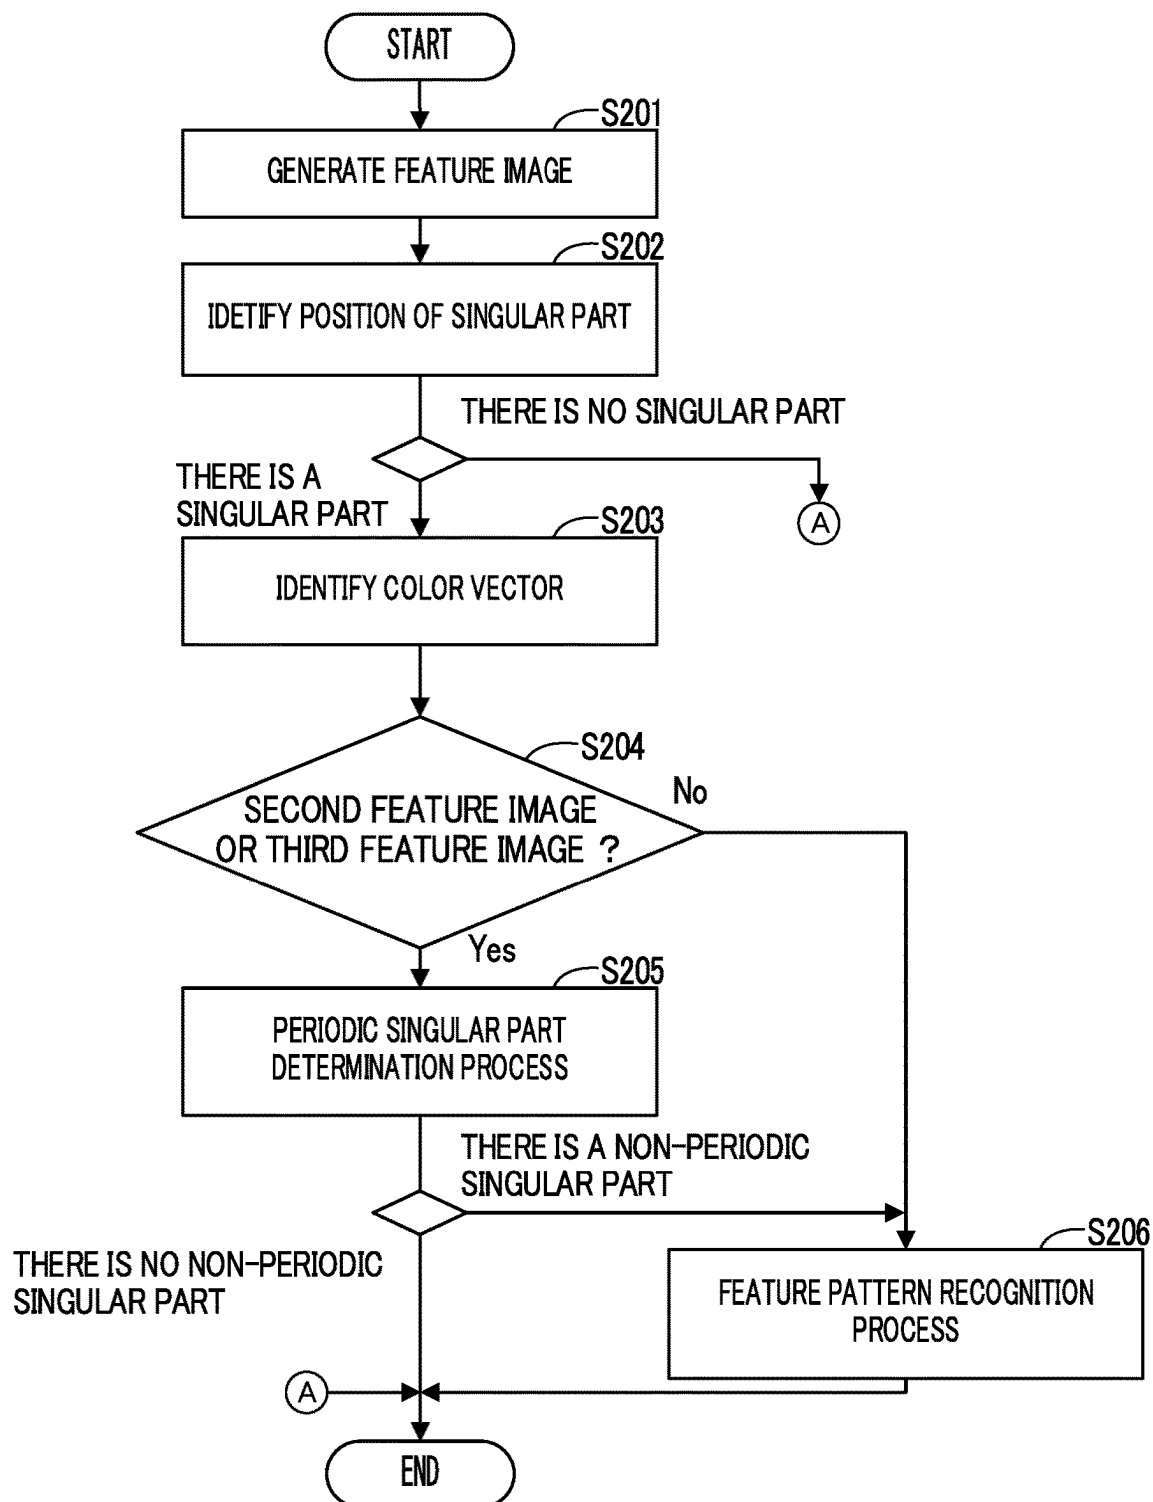 START
S201
GENERATE FEATURE IMAGE
S202
IDETIFY POSITION OF SINGULAR PART
THERE IS NO SINGULAR PART
THERE IS A
SINGULAR PART
A
S203
IDENTIFY COLOR VECTOR
S204
No
SECOND FEATURE IMAGE
OR THIRD FEATURE IMAGE ?
Yes
S205
PERIODIC SINGULAR PART
DETERMINATION PROCESS
THERE IS A NON-PERIODIC
SINGULAR PART
THERE IS NO NON-PERIODIC
SINGULAR PART
S206
FEATURE PATTERN RECOGNITION
PROCESS
A
END